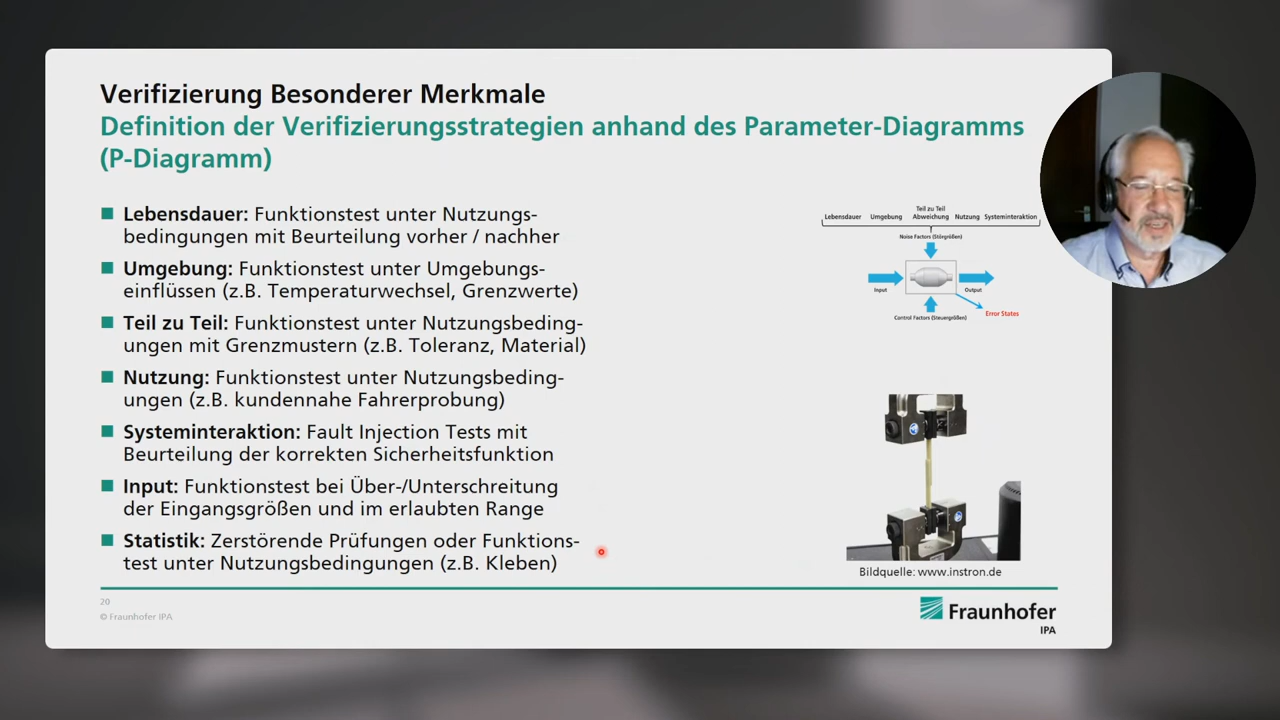 Verifizierung Besonderer Merkmale
Definition der Verifizierungsstrategien anhand des Parameter-Diagramms
(P-Diagramm)
Lebensdauer: Funktionstest unter Nutzungs-
bedingungen mit Beurteilung vorher / nachher
Umgebung: Funktionstest unter Umgebungs-
einflüssen (z.B. Temperaturwechsel, Grenzwerte)
Teil zu Teil: Funktionstest unter Nutzungsbeding-
ungen mit Grenzmustern (z.B. Toleranz, Material)
Nutzung: Funktionstest unter Nutzungsbeding-
ungen (z.B. kundennahe Fahrerprobung)
Systeminteraktion: Fault Injection Tests mit
Beurteilung der korrekten Sicherheitsfunktion
Input: Funktionstest bei Über-/Unterschreitung
der Eingangsgrößen und im erlaubten Range
Statistik: Zerstörende Prüfungen oder Funktions-
test unter Nutzungsbedingungen (z.B. Kleben)
Teil zu Teil
Lebensdauer Umgebung Abweichung Nutzung Systeminteraktion
Noise Factors (Störgrößen)
Input Output
Error States
Control Factors (Steuergrößen)
Bildquelle: www.instron.de
20
© Fraunhofer IPA
Fraunhofer
IPA